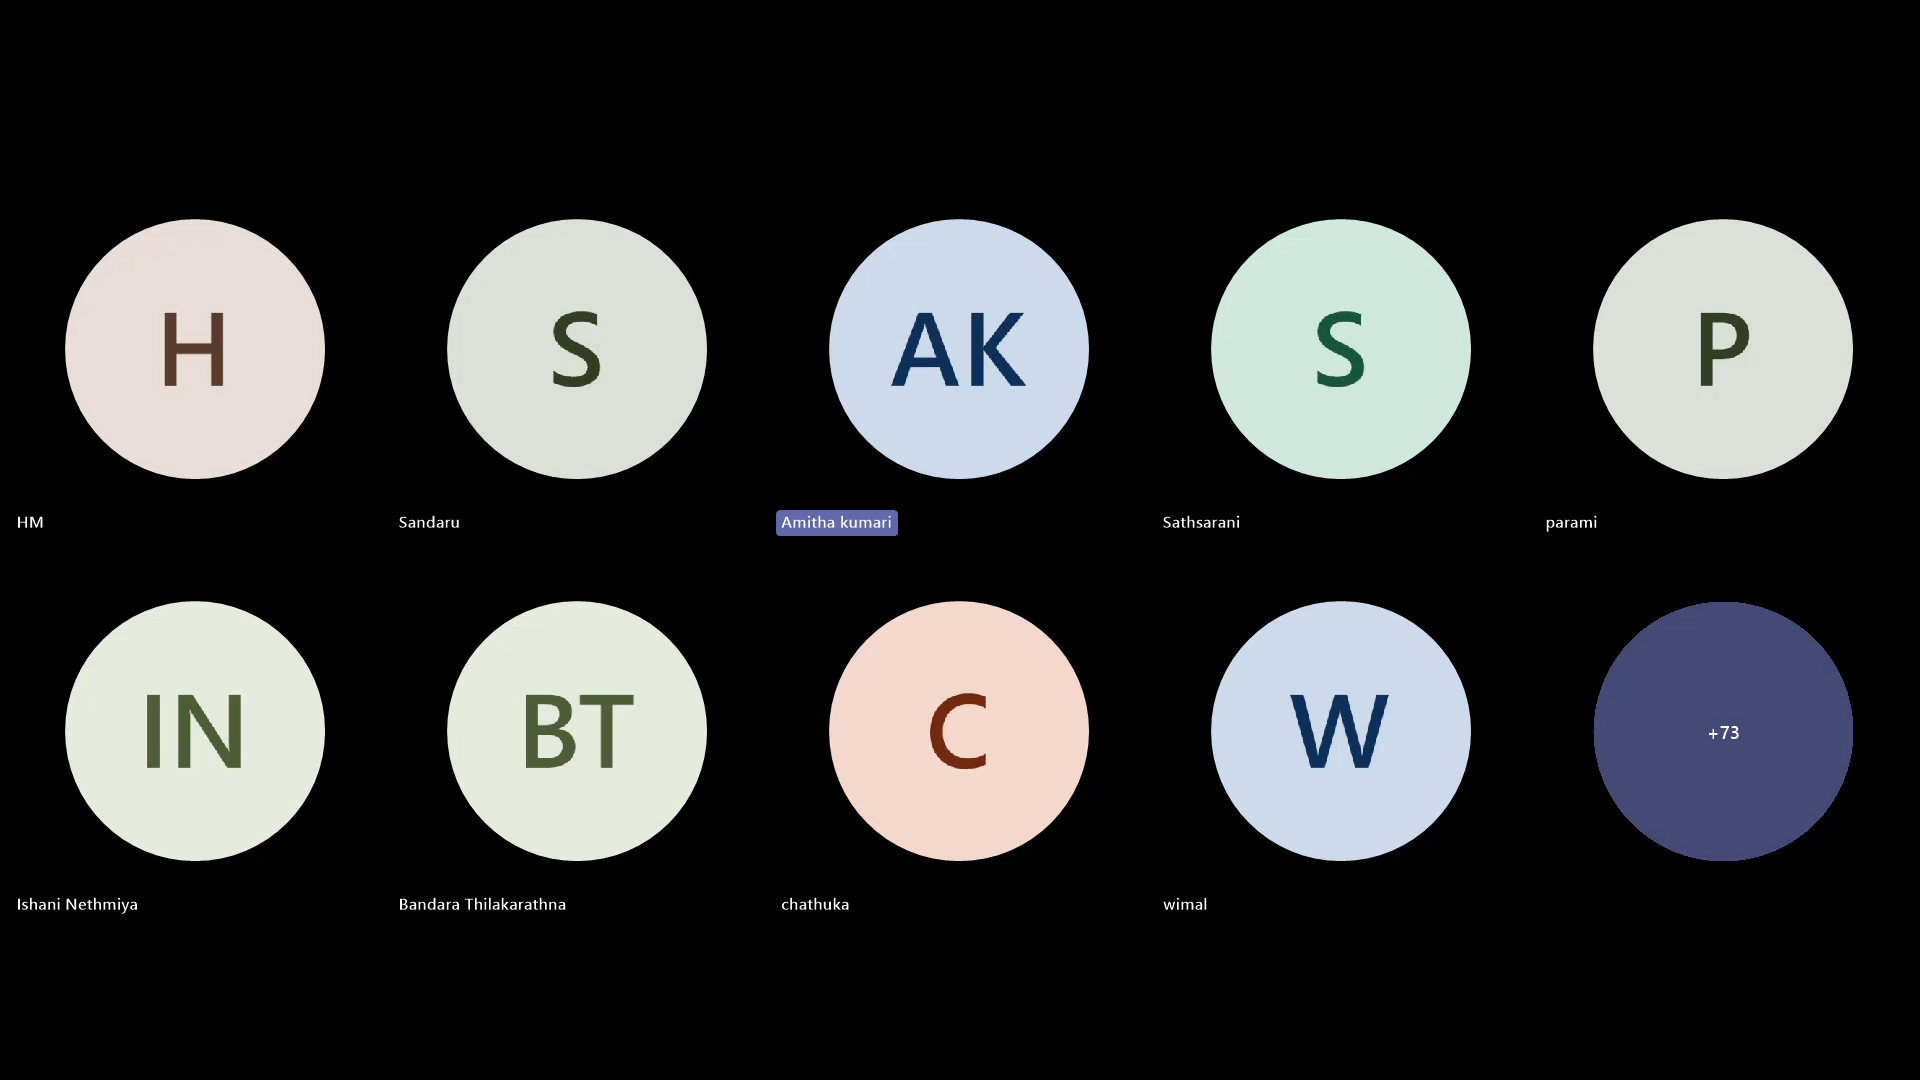 H
S
AK
S
P
HM
Sandaru
Amitha kumari
Sathsarani
parami
IN
BT
C
W
+73
Ishani Nethmiya
Bandara Thilakarathna
chathuka
wimal